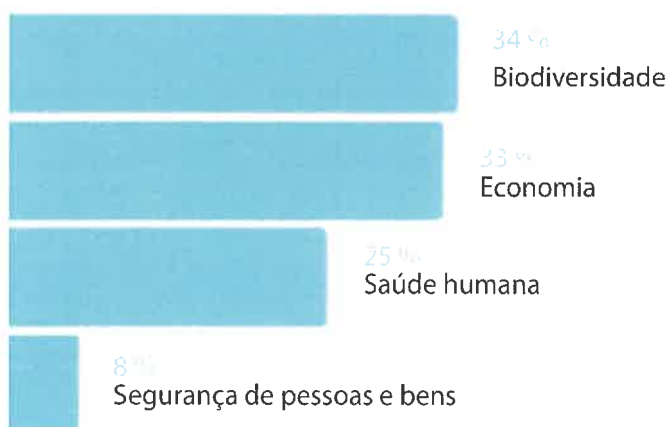 34 %
Biodiversidade
33 %
Economia
25 %
Saúde humana
8 %
Segurança de pessoas e bens